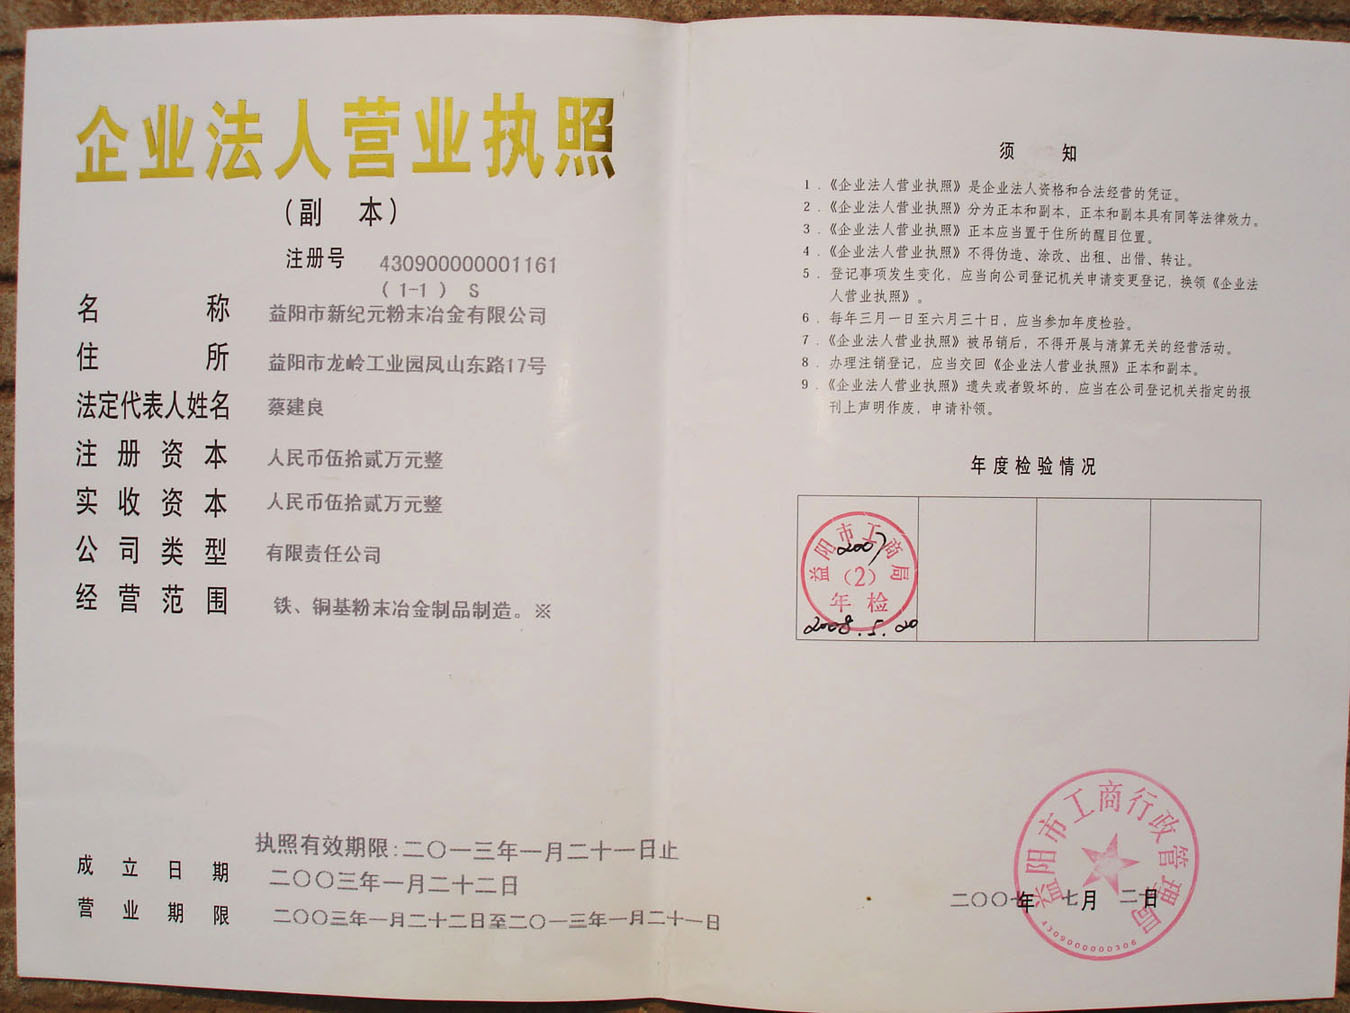 企业法人营业执照
（副 本）
注册号 430900000001161
(1-1) S
名称 益阳市新纪元粉末冶金有限公司
住所 益阳市龙岭工业园凤山东路17号
法定代表人姓名 蔡建良
注册资本 人民币伍拾贰万元整
实收资本 人民币伍拾贰万元整
公司类型 有限责任公司
经营范围 铁、铜基粉末冶金制品制造。※
执照有效期限:二〇一三年一月二十一日止
成立日期 二〇〇三年一月二十二日
营业期限 二〇〇三年一月二十二日至二〇一三年一月二十一日
须 知
1.《企业法人营业执照》是企业法人资格和合法经营的凭证。
2.《企业法人营业执照》分为正本和副本，正本和副本具有同等法律效力。
3.《企业法人营业执照》正本应当置于住所的醒目位置。
4.《企业法人营业执照》不得伪造、涂改、出租、出借、转让。
5.登记事项发生变化，应当向公司登记机关申请变更登记，换领《企业法
人营业执照》。
6.每年三月一日至六月三十日，应当参加年度检验。
7.《企业法人营业执照》被吊销后，不得开展与清算无关的经营活动。
8.办理注销登记，应当交回《企业法人营业执照》正本和副本。
9.《企业法人营业执照》遗失或者毁坏的，应当在公司登记机关指定的报
刊上声明作废，申请补领。
年度检验情况
益阳市工商局
2007
（2）
年检
2008.5.20
益阳市工商行政管理局
二〇〇七年 七月 二日
4309000000306